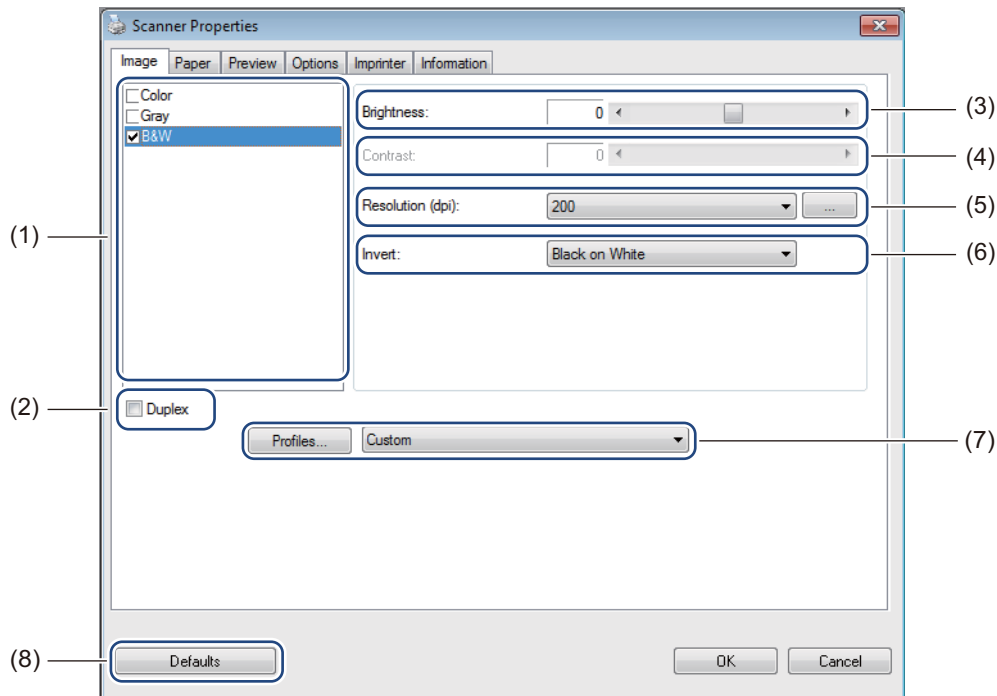 Scanner Properties
Image Paper Preview Options Imprinter Information
Color
Gray
B&W
Brightness: 0
(3)
Contrast: 0
(4)
Resolution (dpi): 200 ...
(5)
(1)
Invert: Black on White
(6)
(2)
Duplex
Profiles... Custom
(7)
(8)
Defaults OK Cancel